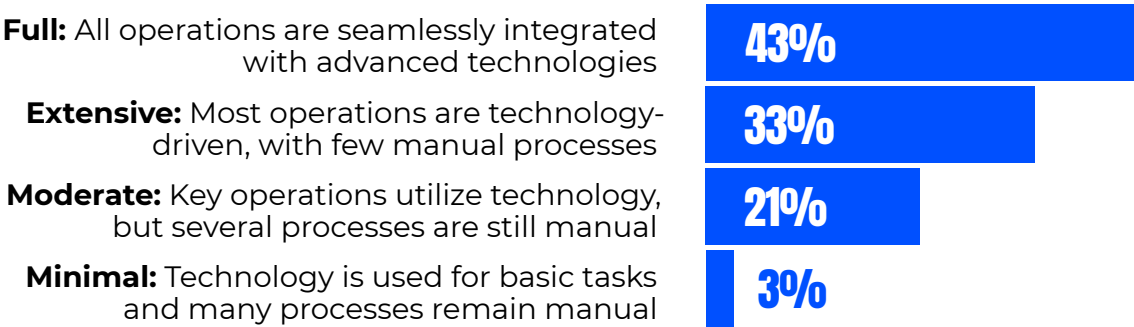 Full: All operations are seamlessly integrated
with advanced technologies
43%
Extensive: Most operations are technology-
driven, with few manual processes
33%
Moderate: Key operations utilize technology,
but several processes are still manual
21%
Minimal: Technology is used for basic tasks
and many processes remain manual
3%